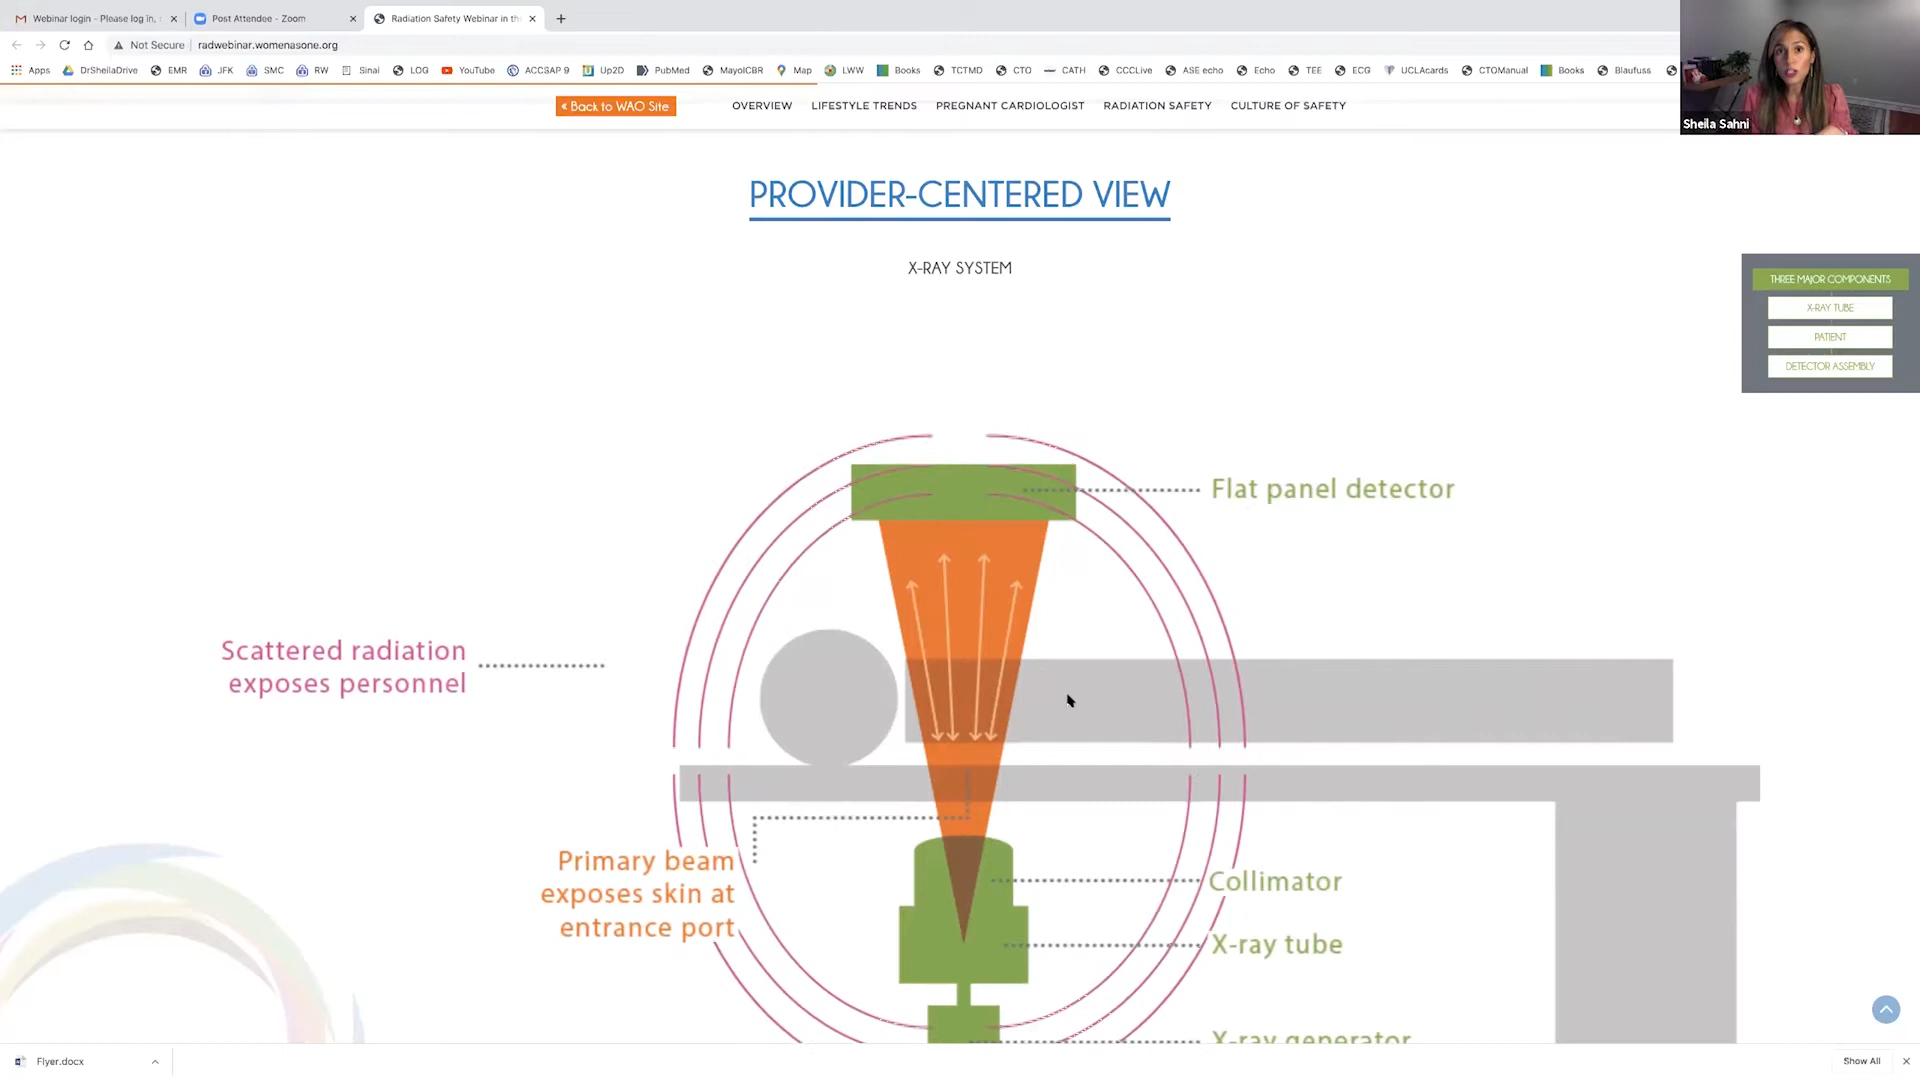 Webinar login - Please log in,
Post Attendee - Zoom
Radiation Safety Webinar in th
Not Secure
radwebinar.womenasone.org
Apps
DrSheilaDrive
EMR
JFK
SMC
RW
Sinai
LOG
YouTube
ACCSAP 9
Up2D
PubMed
MayoICBR
Map
LWW
Books
TCTMD
CTO
CATH
CCCLive
ASE echo
Echo
TEE
ECG
UCLAcards
CTOManual
Books
Blaufuss
Sheila Sahni
« Back to WAO Site
OVERVIEW
LIFESTYLE TRENDS
PREGNANT CARDIOLOGIST
RADIATION SAFETY
CULTURE OF SAFETY
PROVIDER-CENTERED VIEW
X-RAY SYSTEM
THREE MAJOR COMPONENTS
X-RAY TUBE
PATIENT
DETECTOR ASSEMBLY
Flat panel detector
Scattered radiation
exposes personnel
Primary beam
exposes skin at
entrance port
Collimator
X-ray tube
X-ray generator
Flyer.docx
Show All